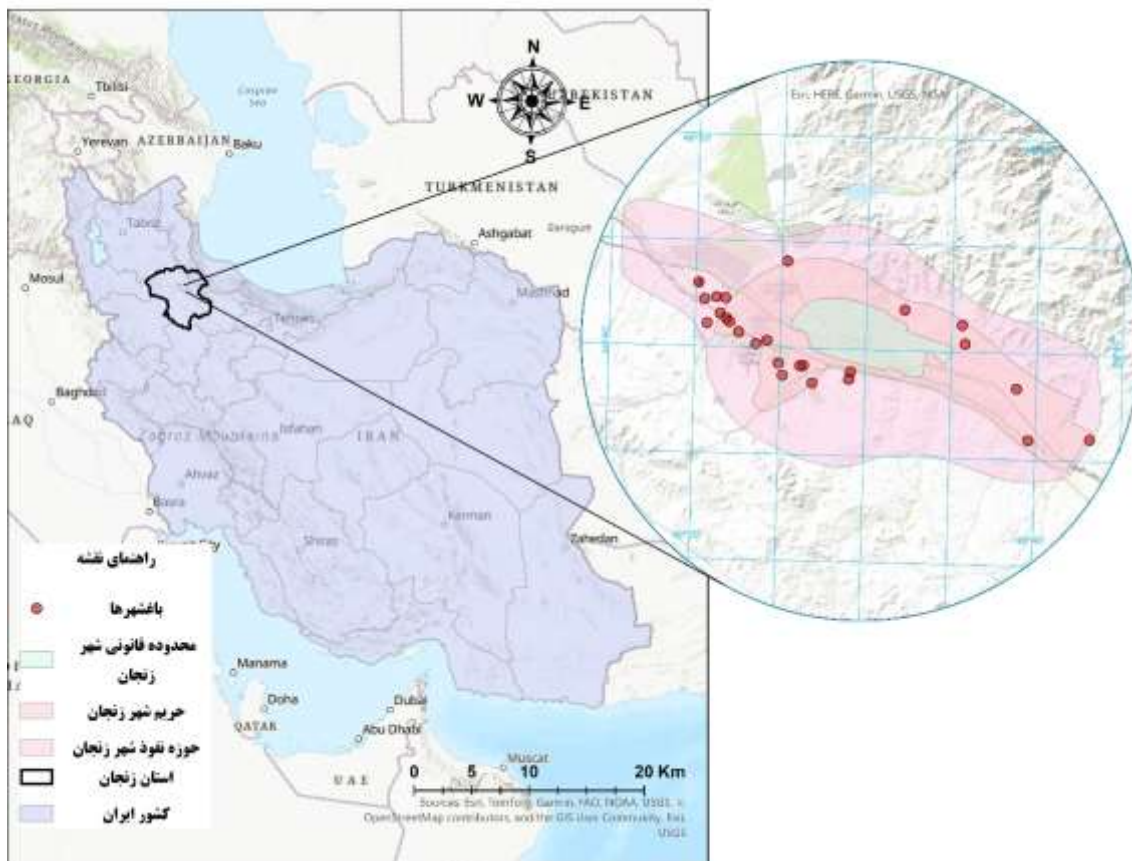 GEORGIA
Tbilisi
Caspian
Sea
N
W
E
S
UZBEKISTAN
AZERBAIJAN
Yerevan
Baku
TURKMENISTAN
Ashgabat
Tabriz
Mosul
Mashhad
Tehran
Baghdad
Zagros Mountains
Isfahan
IRAN
Ahvaz
Basra
Kerman
Shiraz
Zahedan
City
Esri, HERE, Garmin, USGS, NGA
راهنمای نقشه
باغشهرها
محدوده قانونی شهر
زنجان
حریم شهر زنجان
حوزه نفوذ شهر زنجان
استان زنجان
کشور ایران
Manama
Doha
QATAR
Dubai
Abu Dhabi
UAE
Muscat
0 5 10 20 Km
Sources: Esri, TomTom, Garmin, FAO, NOAA, USGS, ©
OpenStreetMap contributors, and the GIS User Community, Esri,
USGS